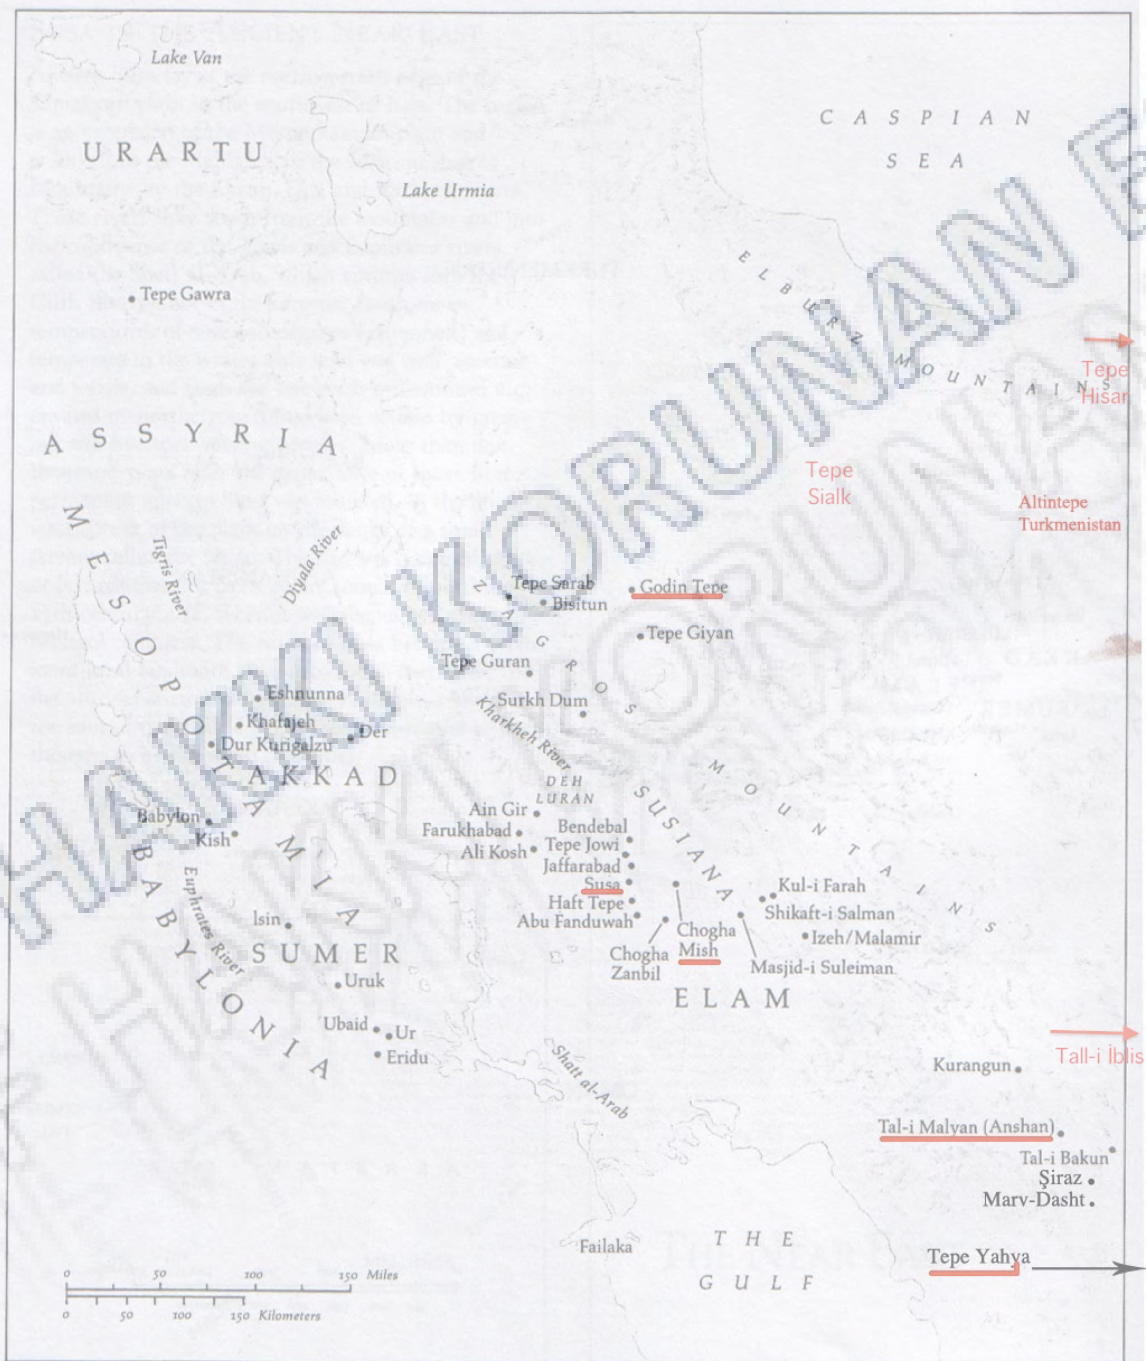 Lake Van
CASPIAN
SEA
URARTU
Lake Urmia
ELBURZ MOUNTAINS
Tepe Gawra
Tepe
Hisar
ASSYRIA
Tepe
Sialk
Altintepe
Turkmenistan
MESOPOTAMIA
Tigris River
Diyala River
ZAGROS MOUNTAINS
Tepe Sarab
Bisitun
Godin Tepe
Tepe Giyan
Tepe Guran
Surkh Dum
Kharkheh River
Eshnunna
Khafajeh
Der
Dur Kurigalzu
AKKAD
DEH
LURAN
SUSIANA
Babylon
Kish
BABYLONIA
Euphrates River
Ain Gir
Farukhabad
Ali Kosh
Bendebal
Tepe Jowi
Jaffarabad
Susa
Haft Tepe
Abu Fanduwah
Kul-i Farah
Shikaft-i Salman
Izeh/Malamir
Chogha
Mish
Chogha
Zanbil
Masjid-i Suleiman
Isin
SUMER
Uruk
ELAM
Ubaid
Ur
Eridu
Shatt al-Arab
Tall-i İblis
Kurangun
Tal-i Malyan (Anshan)
Tal-i Bakun
Şiraz
Marv-Dasht
Failaka
THE
GULF
Tepe Yahya
0 50 100 150 Miles
0 50 100 150 Kilometers
HAKKI KORUNAN E
HAKKI KORUNA